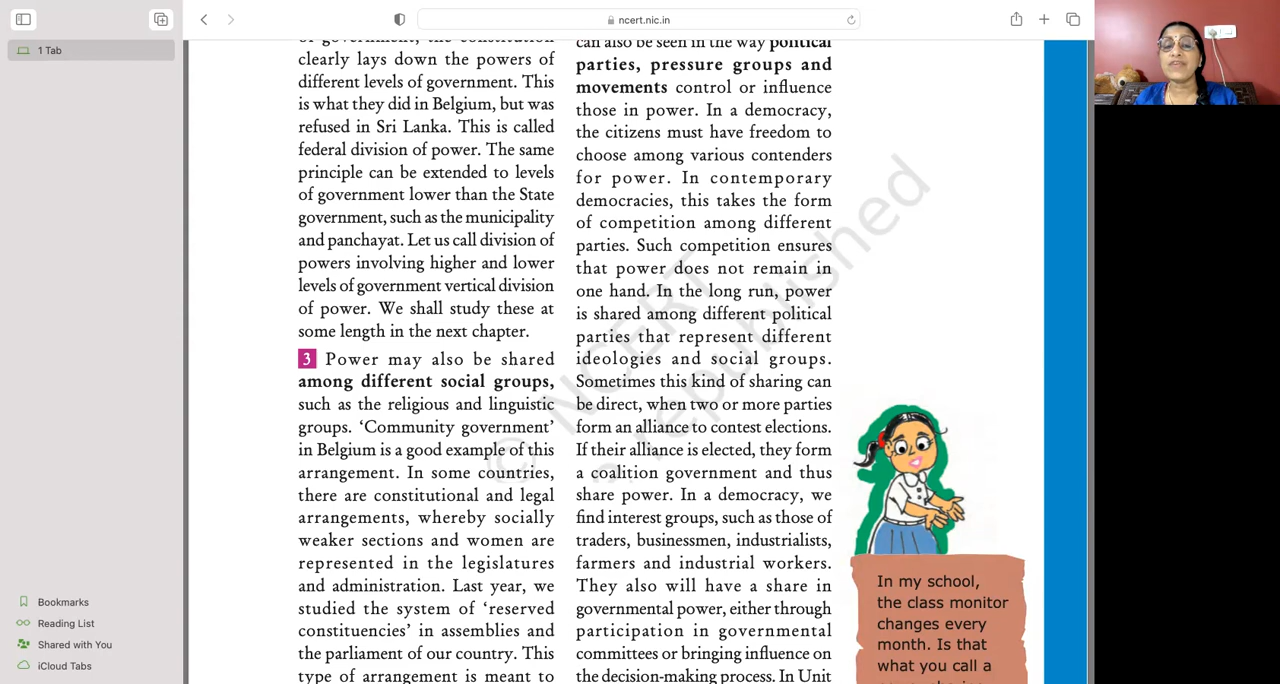 1 Tab
ncert.nic.in
Bookmarks
Reading List
Shared with You
iCloud Tabs
of government, the constitution
clearly lays down the powers of
different levels of government. This
is what they did in Belgium, but was
refused in Sri Lanka. This is called
federal division of power. The same
principle can be extended to levels
of government lower than the State
government, such as the municipality
and panchayat. Let us call division of
powers involving higher and lower
levels of government vertical division
of power. We shall study these at
some length in the next chapter.
3 Power may also be shared
among different social groups,
such as the religious and linguistic
groups. ‘Community government’
in Belgium is a good example of this
arrangement. In some countries,
there are constitutional and legal
arrangements, whereby socially
weaker sections and women are
represented in the legislatures
and administration. Last year, we
studied the system of ‘reserved
constituencies’ in assemblies and
the parliament of our country. This
type of arrangement is meant to
can also be seen in the way political
parties, pressure groups and
movements control or influence
those in power. In a democracy,
the citizens must have freedom to
choose among various contenders
for power. In contemporary
democracies, this takes the form
of competition among different
parties. Such competition ensures
that power does not remain in
one hand. In the long run, power
is shared among different political
parties that represent different
ideologies and social groups.
Sometimes this kind of sharing can
be direct, when two or more parties
form an alliance to contest elections.
If their alliance is elected, they form
a coalition government and thus
share power. In a democracy, we
find interest groups, such as those of
traders, businessmen, industrialists,
farmers and industrial workers.
They also will have a share in
governmental power, either through
participation in governmental
committees or bringing influence on
the decision-making process. In Unit
In my school,
the class monitor
changes every
month. Is that
what you call a
© NCERT
republished